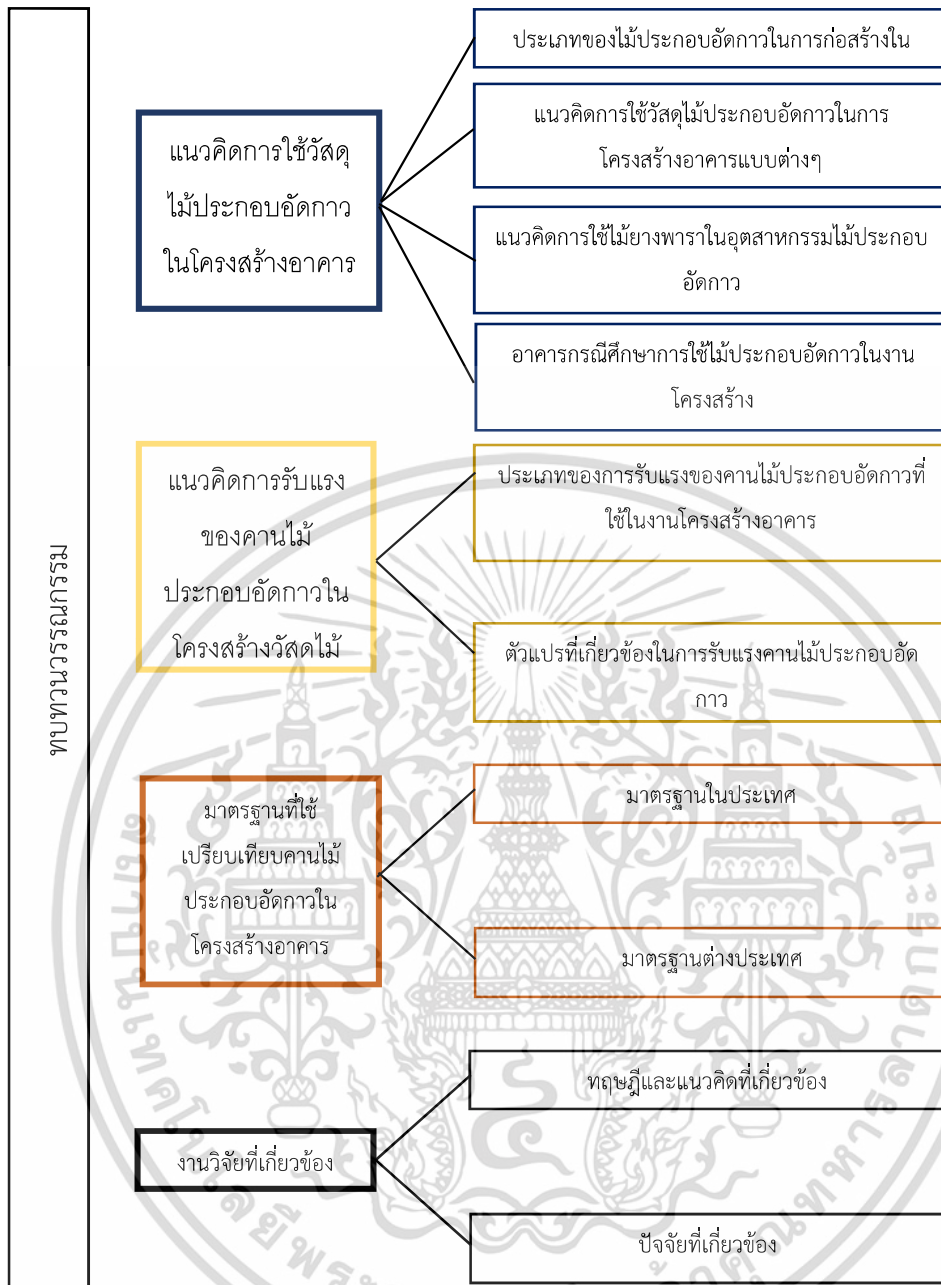 ทบทวนวรรณกรรม
แนวคิดการใช้วัสดุ
ไม้ประกอบอัดกาว
ในโครงสร้างอาคาร
ประเภทของไม้ประกอบอัดกาวในการก่อสร้างใน
แนวคิดการใช้วัสดุไม้ประกอบอัดกาวในการ
โครงสร้างอาคารแบบต่างๆ
แนวคิดการใช้ไม้ยางพาราในอุตสาหกรรมไม้ประกอบ
อัดกาว
อาคารกรณีศึกษาการใช้ไม้ประกอบอัดกาวในงาน
โครงสร้าง
แนวคิดการรับแรง
ของคานไม้
ประกอบอัดกาวใน
โครงสร้างวัสดุไม้
ประเภทของการรับแรงของคานไม้ประกอบอัดกาวที่
ใช้ในงานโครงสร้างอาคาร
ตัวแปรที่เกี่ยวข้องในการรับแรงคานไม้ประกอบอัด
กาว
มาตรฐานที่ใช้
เปรียบเทียบคานไม้
ประกอบอัดกาวใน
โครงสร้างอาคาร
มาตรฐานในประเทศ
มาตรฐานต่างประเทศ
งานวิจัยที่เกี่ยวข้อง
ทฤษฎีและแนวคิดที่เกี่ยวข้อง
ปัจจัยที่เกี่ยวข้อง